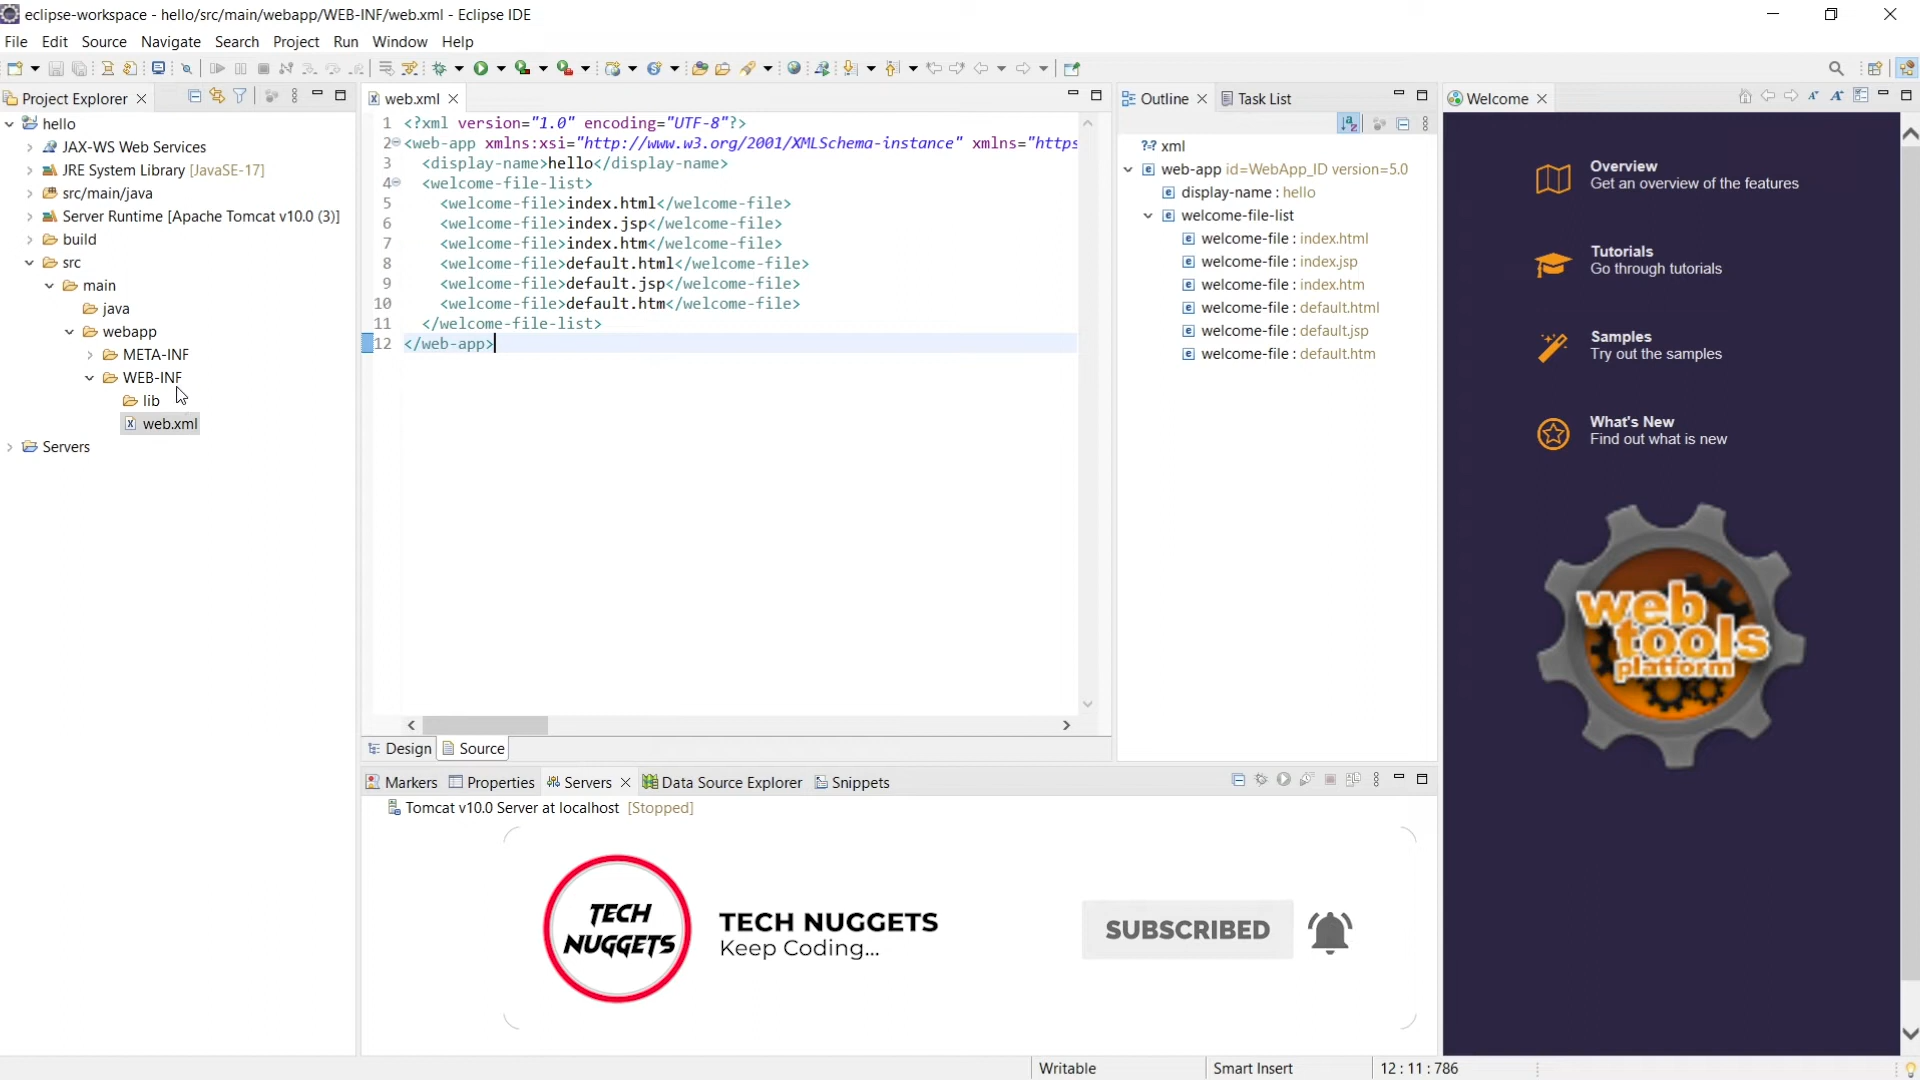 eclipse-workspace - hello/src/main/webapp/WEB-INF/web.xml - Eclipse IDE
File Edit Source Navigate Search Project Run Window Help
Project Explorer
hello
JAX-WS Web Services
JRE System Library [JavaSE-17]
src/main/java
Server Runtime [Apache Tomcat v10.0 (3)]
build
src
main
java
webapp
META-INF
WEB-INF
lib
web.xml
Servers
web.xml
1 <?xml version="1.0" encoding="UTF-8"?>
2 <web-app xmlns:xsi="http://www.w3.org/2001/XMLSchema-instance" xmlns="https
3 <display-name>hello</display-name>
4 <welcome-file-list>
5 <welcome-file>index.html</welcome-file>
6 <welcome-file>index.jsp</welcome-file>
7 <welcome-file>index.htm</welcome-file>
8 <welcome-file>default.html</welcome-file>
9 <welcome-file>default.jsp</welcome-file>
10 <welcome-file>default.htm</welcome-file>
11 </welcome-file-list>
12 </web-app>
Design Source
Outline Task List
xml
web-app id=WebApp_ID version=5.0
display-name : hello
welcome-file-list
welcome-file : index.html
welcome-file : index.jsp
welcome-file : index.htm
welcome-file : default.html
welcome-file : default.jsp
welcome-file : default.htm
Welcome
Overview
Get an overview of the features
Tutorials
Go through tutorials
Samples
Try out the samples
What's New
Find out what is new
web
tools
platform
Markers Properties Servers Data Source Explorer Snippets
Tomcat v10.0 Server at localhost [Stopped]
TECH
NUGGETS
TECH NUGGETS
Keep Coding...
SUBSCRIBED
Writable Smart Insert 12 : 11 : 786